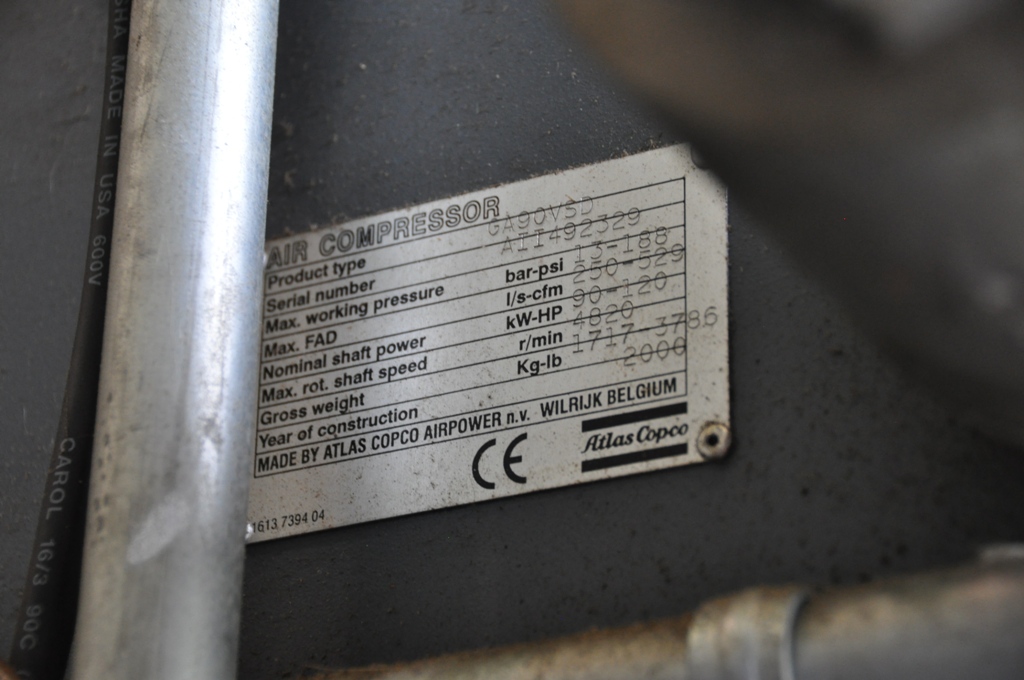 AIR COMPRESSOR
Product type GA90VSD
Serial number AII492329
Max. working pressure bar-psi 13-188
Max. FAD l/s-cfm 250-529
Nominal shaft power kW-HP 90-120
Max. rot. shaft speed r/min 4820
Gross weight Kg-lb 1717-3786
Year of construction 2000
MADE BY ATLAS COPCO AIRPOWER n.v. WILRIJK BELGIUM
CE
Atlas Copco
1613 7394 04
MADE IN USA 600V
CAROL 16/3 90C